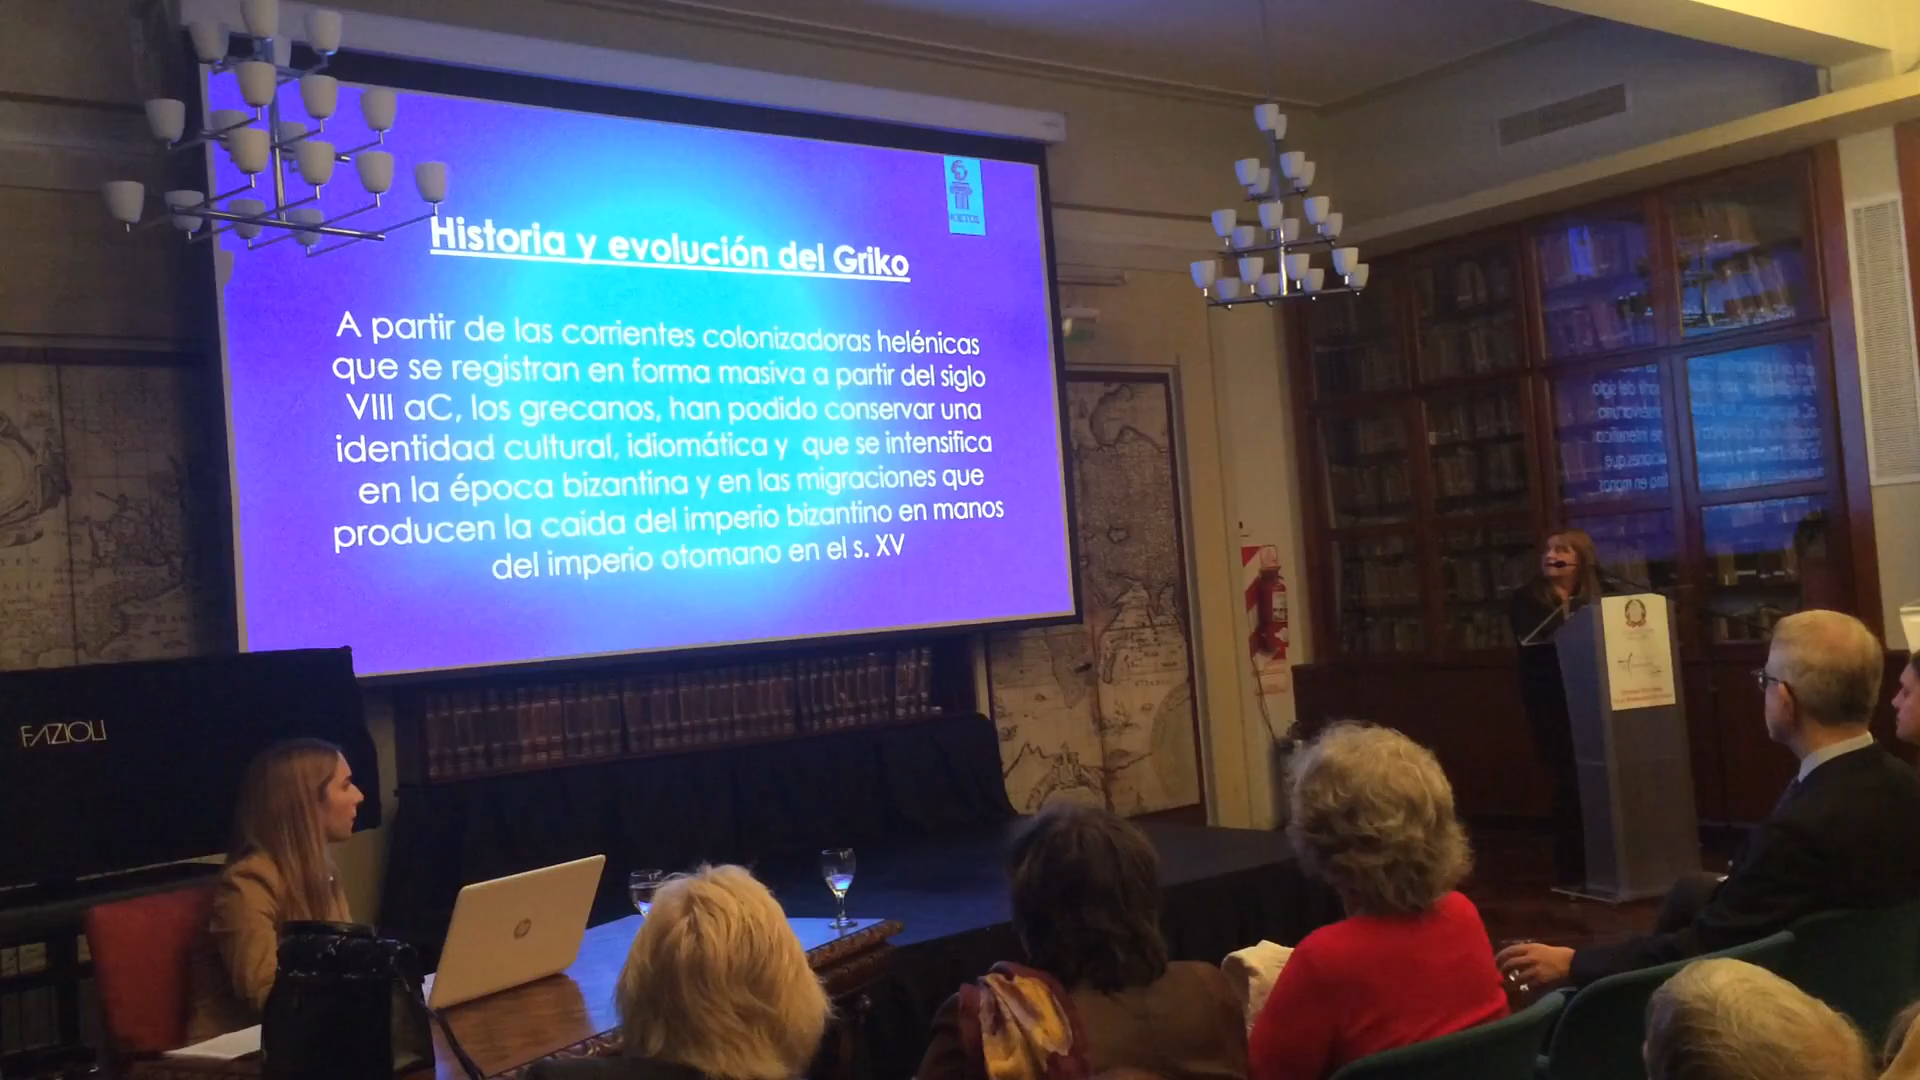 Historia y evolución del Griko
A partir de las corrientes colonizadoras helénicas
que se registran en forma masiva a partir del siglo
VIII aC, los grecanos, han podido conservar una
identidad cultural, idiomática y que se intensifica
en la época bizantina y en las migraciones que
producen la caida del imperio bizantino en manos
del imperio otomano en el s. XV
FAZIOLI
hp